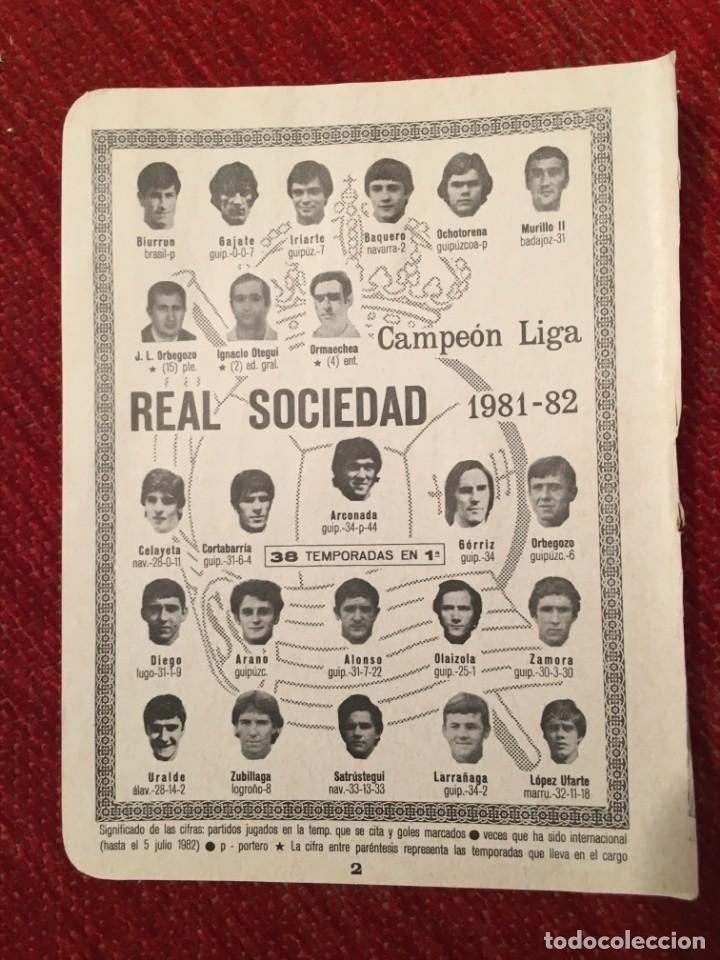 Biurrun Gajate Iriarte Baquero Ochotorena Murillo II
brasil-p guip.-0-0-7 guipúz.-7 navarra-2 guipúzcoa-p badajoz-31
J. L. Orbegozo Ignacio Otegui Ormaechea
★ (15) pte. ★ (2) ad. gral. ★ (4) ent.
Campeón Liga
REAL SOCIEDAD 1981-82
Arconada
guip.-34-p-44
Celayeta Cortabarría Górriz Orbegozo
nav.-28-0-11 guip.-31-6-4 guip.-34 guipúzc.-6
38 TEMPORADAS EN 1ª
Diego Arano Alonso Olaizola Zamora
lugo-31-1-9 guipúzc. guip.-31-7-22 guip.-25-1 guip.-30-3-30
Uralde Zubillaga Satrústegui Larrañaga López Ufarte
álav.-28-14-2 logroño-8 nav.-33-13-33 guip.-34-2 marru.-32-11-18
Significado de las cifras: partidos jugados en la temp. que se cita y goles marcados ● veces que ha sido internacional
(hasta el 5 julio 1982) ● p - portero ★ La cifra entre paréntesis representa las temporadas que lleva en el cargo
2
todocoleccion
todocoleccion.net